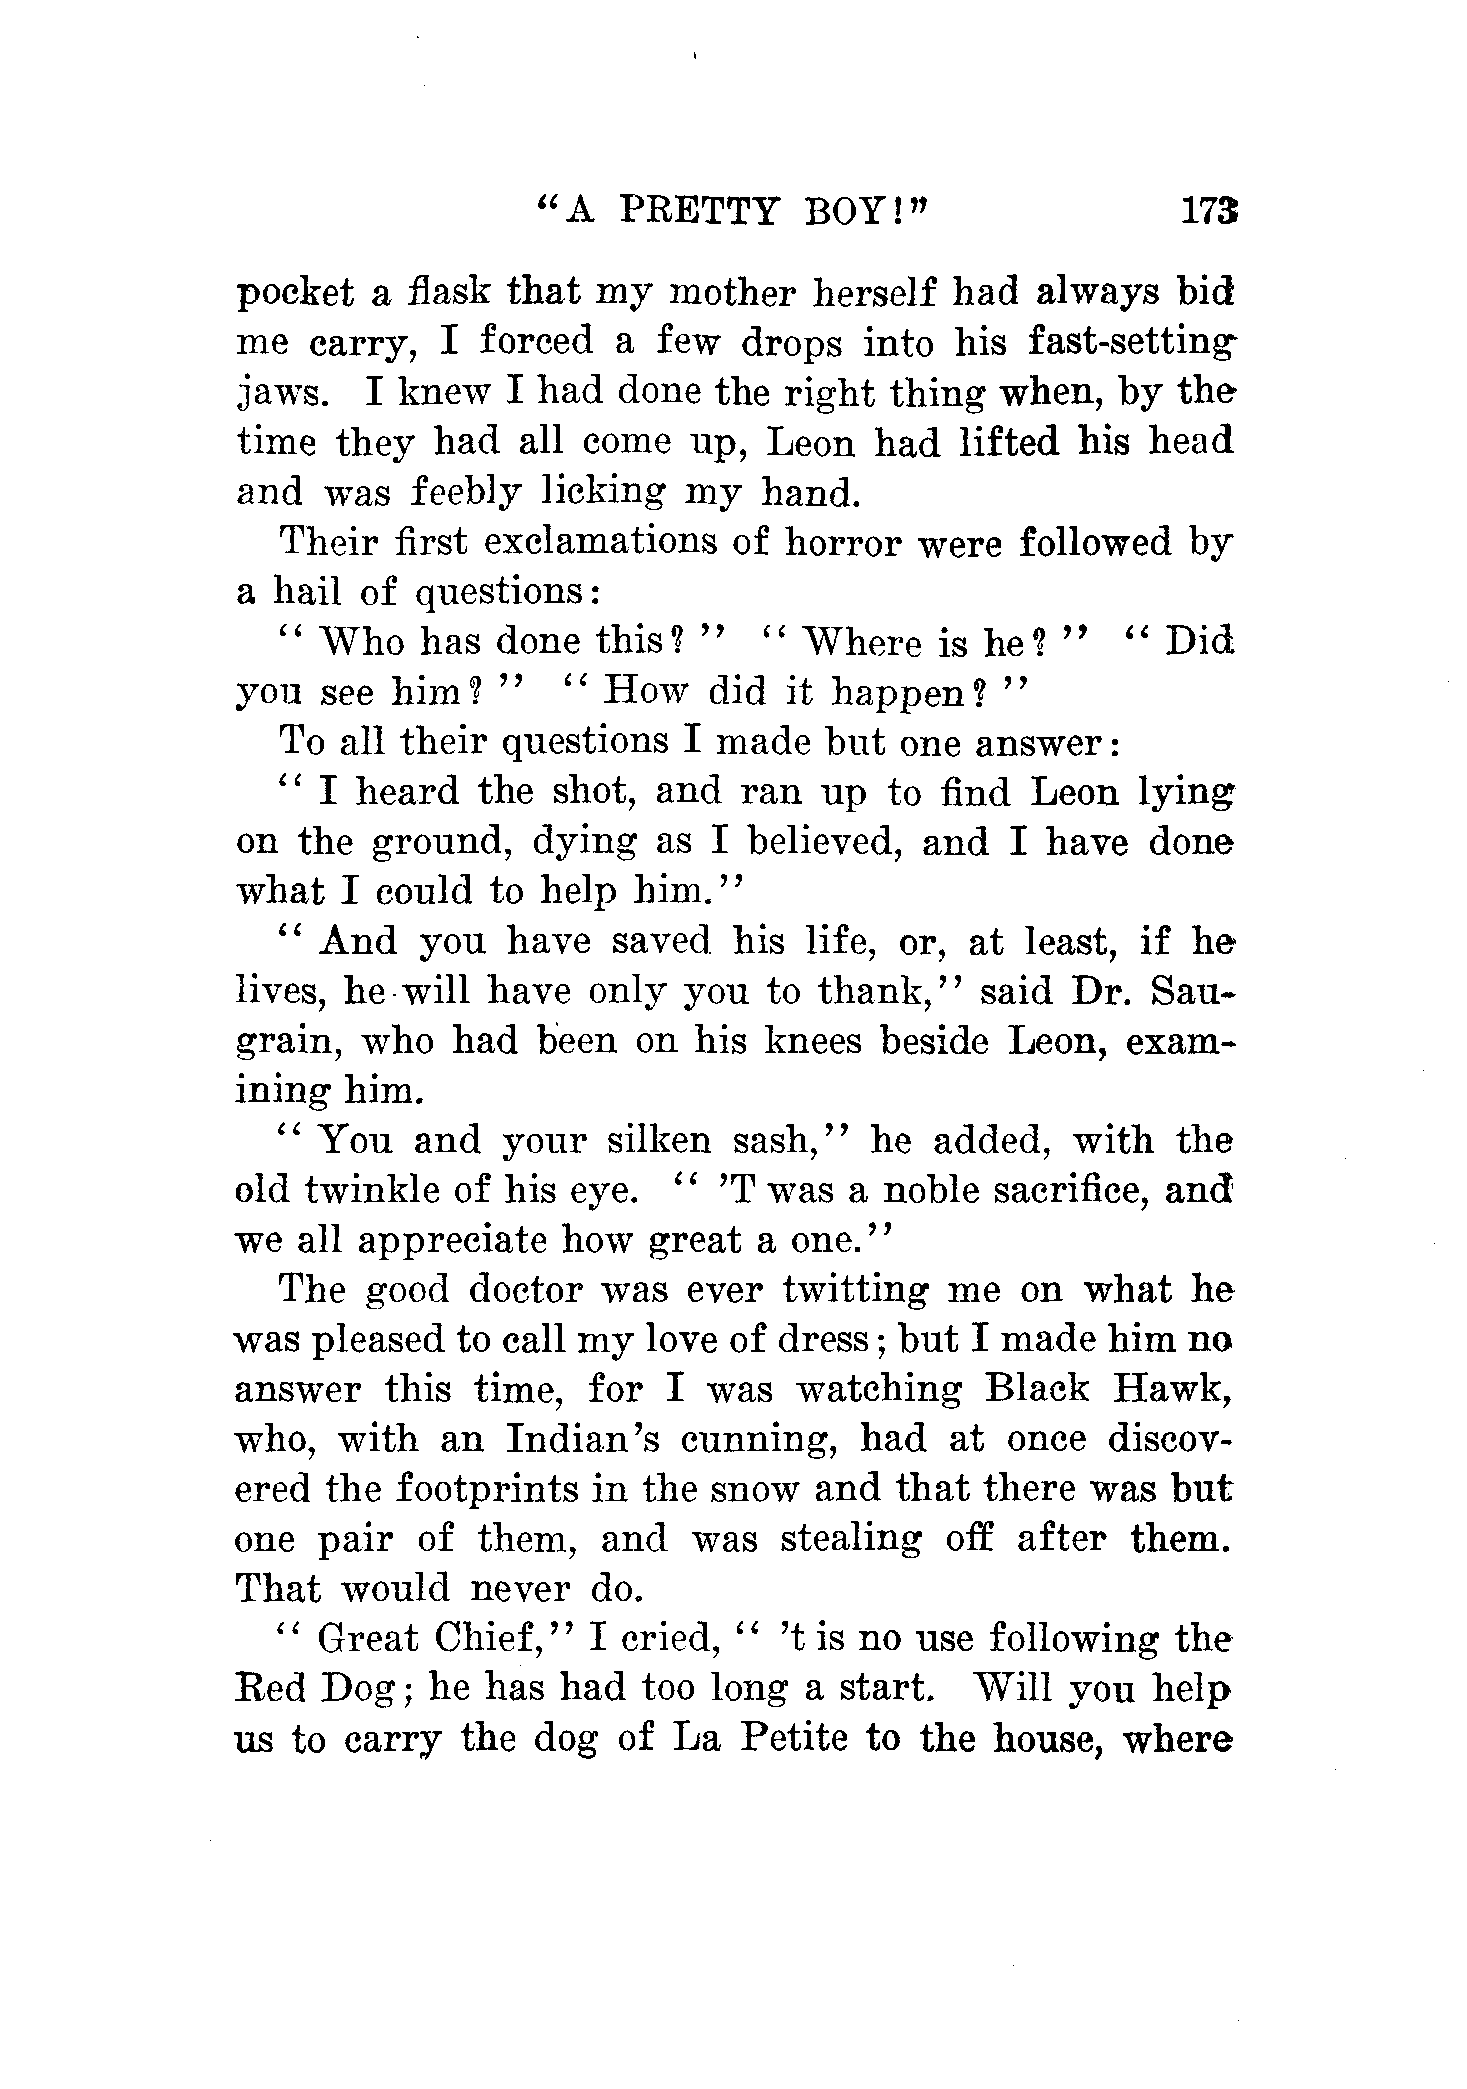 "A PRETTY BOY!" 173
pocket a flask that my mother herself had always bid
me carry, I forced a few drops into his fast-setting
jaws. I knew I had done the right thing when, by the
time they had all come up, Leon had lifted his head
and was feebly licking my hand.
Their first exclamations of horror were followed by
a hail of questions:
"Who has done this?" "Where is he?" "Did
you see him?" "How did it happen?"
To all their questions I made but one answer:
"I heard the shot, and ran up to find Leon lying
on the ground, dying as I believed, and I have done
what I could to help him."
"And you have saved his life, or, at least, if he
lives, he will have only you to thank," said Dr. Sau-
grain, who had been on his knees beside Leon, exam-
ining him.
"You and your silken sash," he added, with the
old twinkle of his eye. "'T was a noble sacrifice, and
we all appreciate how great a one."
The good doctor was ever twitting me on what he
was pleased to call my love of dress; but I made him no
answer this time, for I was watching Black Hawk,
who, with an Indian's cunning, had at once discov-
ered the footprints in the snow and that there was but
one pair of them, and was stealing off after them.
That would never do.
"Great Chief," I cried, "'t is no use following the
Red Dog; he has had too long a start. Will you help
us to carry the dog of La Petite to the house, where